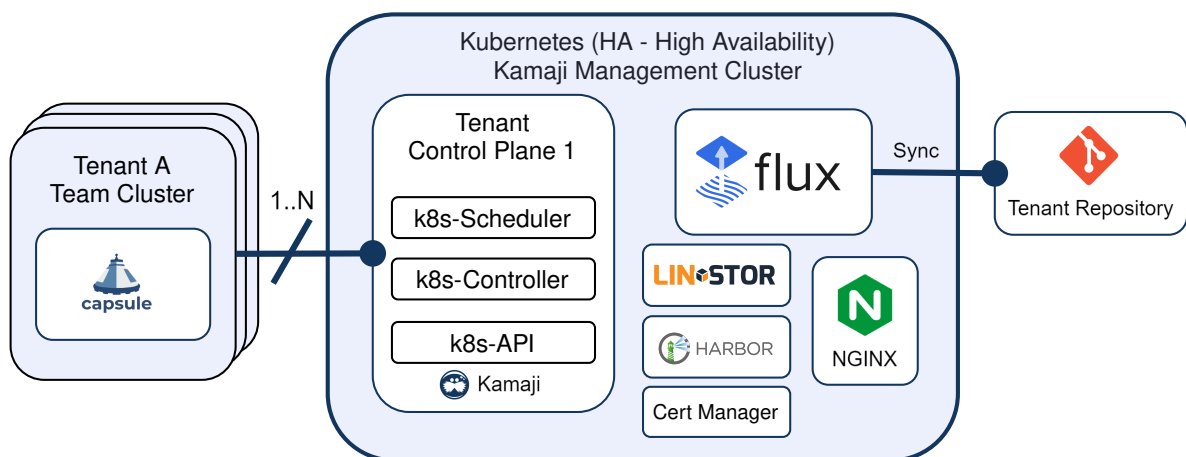 Kubernetes (HA - High Availability)
Kamaji Management Cluster
Tenant A
Team Cluster
capsule
1..N
Tenant
Control Plane 1
k8s-Scheduler
k8s-Controller
k8s-API
Kamaji
flux
LINSTOR
HARBOR
Cert Manager
N
NGINX
Sync
Tenant Repository